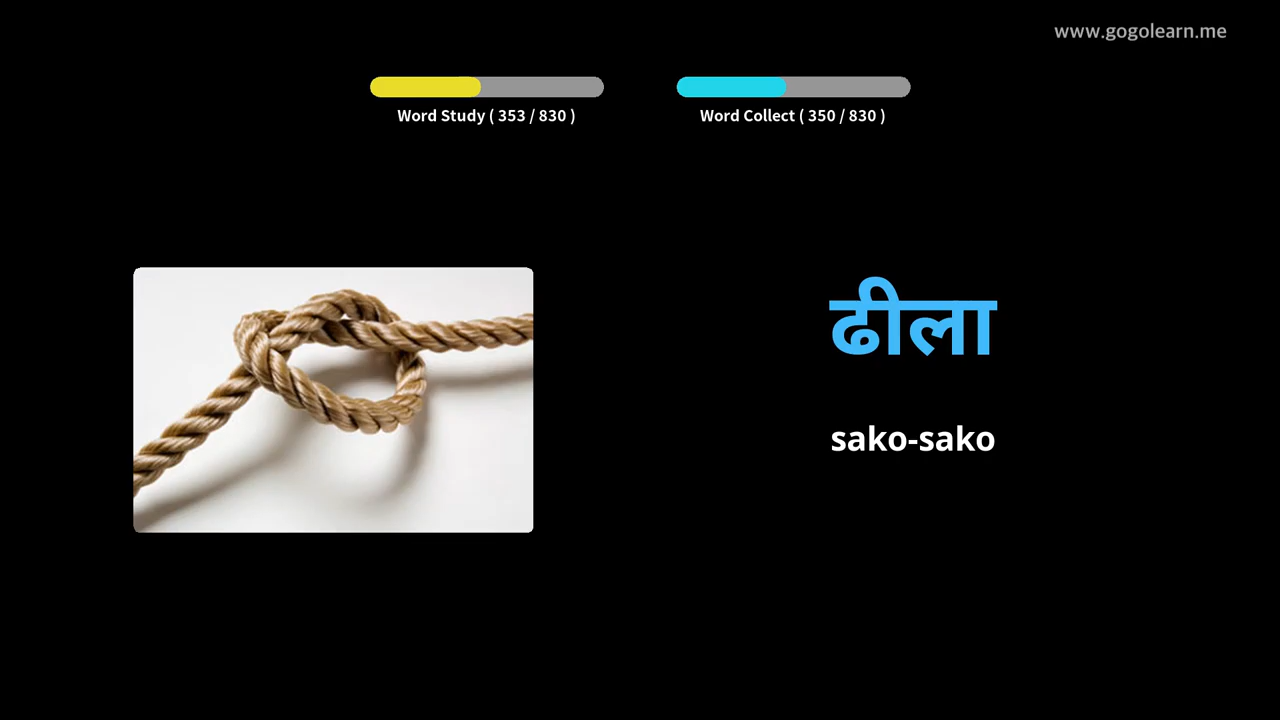 www.gogolearn.me
Word Study ( 353 / 830 )
Word Collect ( 350 / 830 )
ढीला
sako-sako